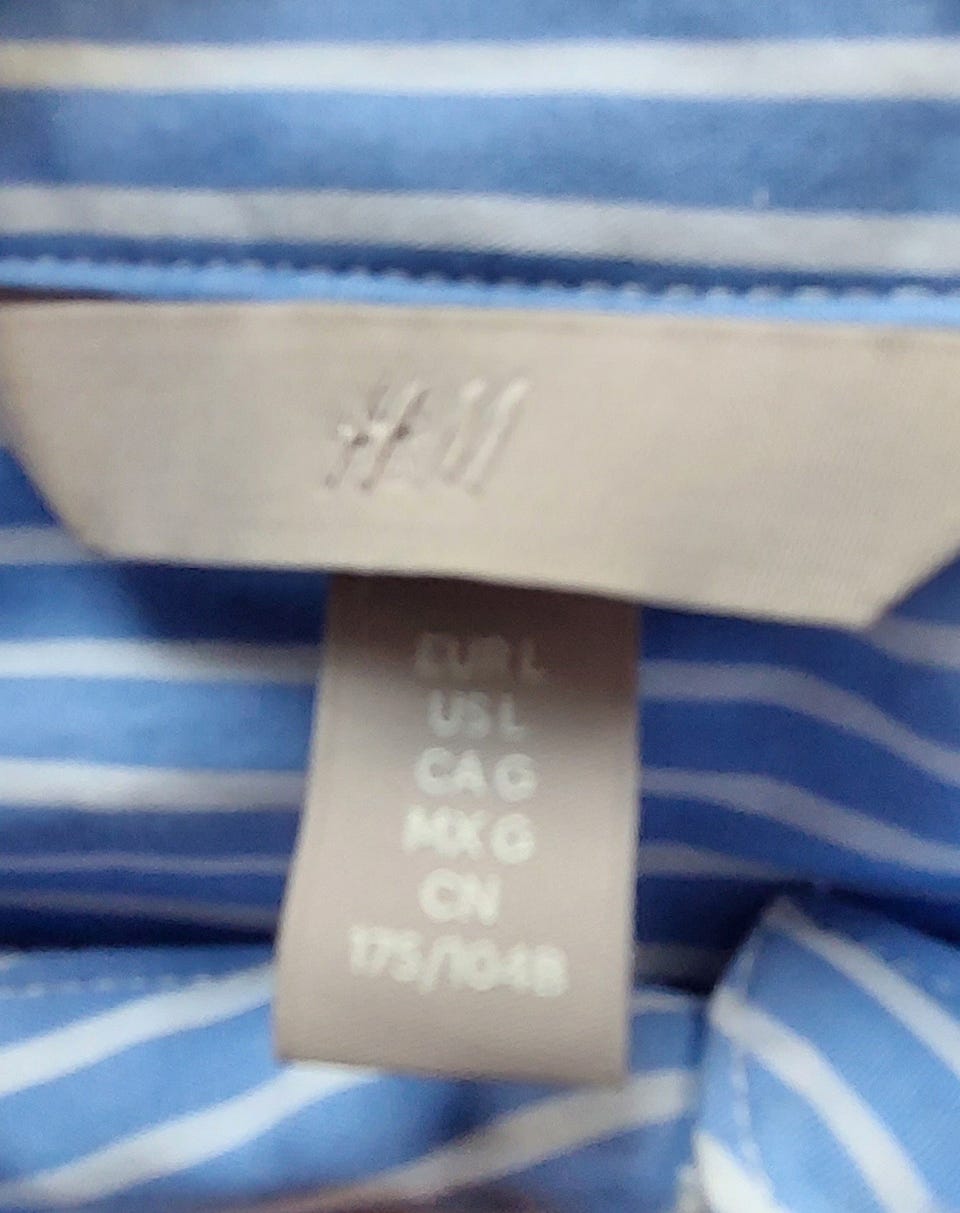 H&M
EUR L
US L
CA G
MX G
CN
175/104B